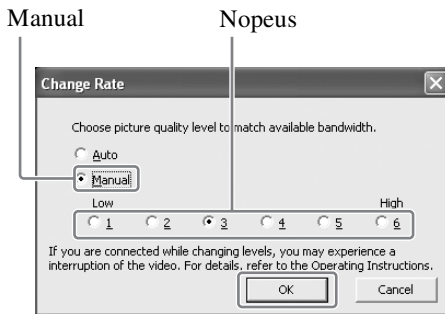 Manual Nopeus
Change Rate
Choose picture quality level to match available bandwidth.
Auto
Manual
Low High
1 2 3 4 5 6
If you are connected while changing levels, you may experience a
interruption of the video. For details, refer to the Operating Instructions.
OK Cancel